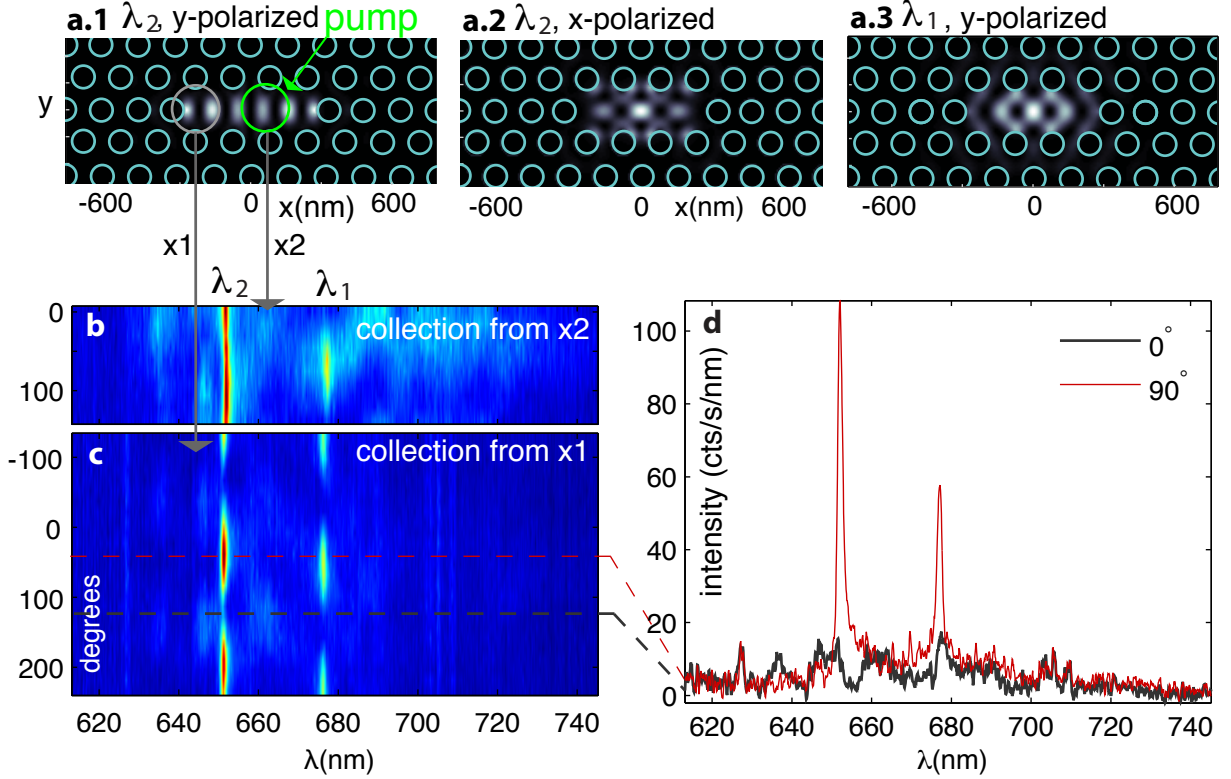 a.1 λ2, y-polarized pump
a.2 λ2, x-polarized
a.3 λ1, y-polarized
y
-600 0 x(nm) 600
-600 0 x(nm) 600
-600 0 600
x1 x2
λ2 λ1
b collection from x2
0
100
c collection from x1
-100
0
100
200
degrees
620 640 660 680 700 720 740
λ(nm)
d
0°
90°
intensity (cts/s/nm)
100
80
60
40
20
0
620 640 660 680 700 720 740
λ(nm)